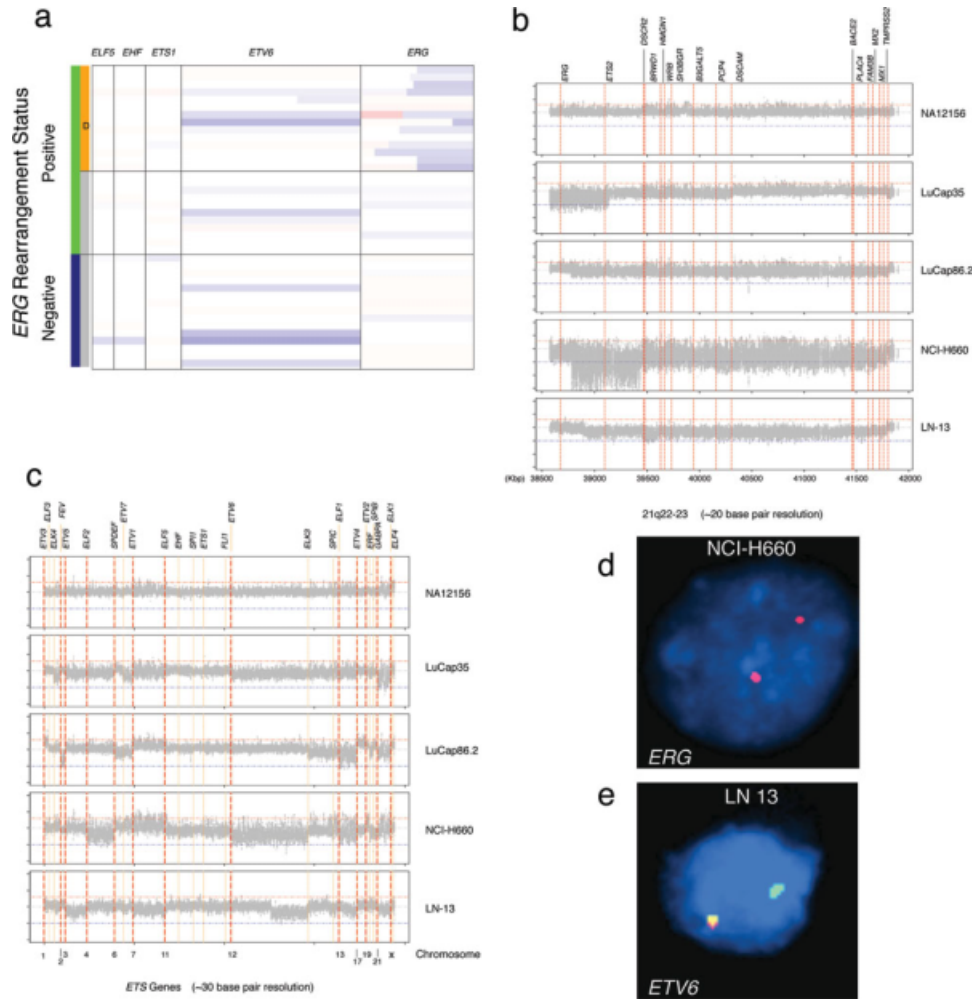 a
ELF5 EHF ETS1 ETV6 ERG
ERG Rearrangement Status
Positive
Negative
D
b
ERG
ETS2
DSCR2
BRWD1
HMGN1
WRB
SH3BGR
B3GALT5
PCP4
DSCAM
BACE2
PLAC4
FAM3B
MX2
MX1
TMPRSS2
NA12156
LuCap35
LuCap86.2
NCI-H660
LN-13
(Kbp) 38500 39000 39500 40000 40500 41000 41500 42000
21q22-23 (~20 base pair resolution)
c
ETV3
ELF3
ELK4
FEV
ETV5
ELF2
SPDEF
ETV7
ETV1
ELF5
EHF
SPI1
ETS1
FLI1
ETV6
ELK3
SPIC
ELF1
ETV4
ETV2
ERF
SPIB
GABPA
ELK1
ELF4
NA12156
LuCap35
LuCap86.2
NCI-H660
LN-13
1 2 3 4 6 7 11 12 13 17 19 21 X Chromosome
ETS Genes (~30 base pair resolution)
d
NCI-H660
ERG
e
LN 13
ETV6